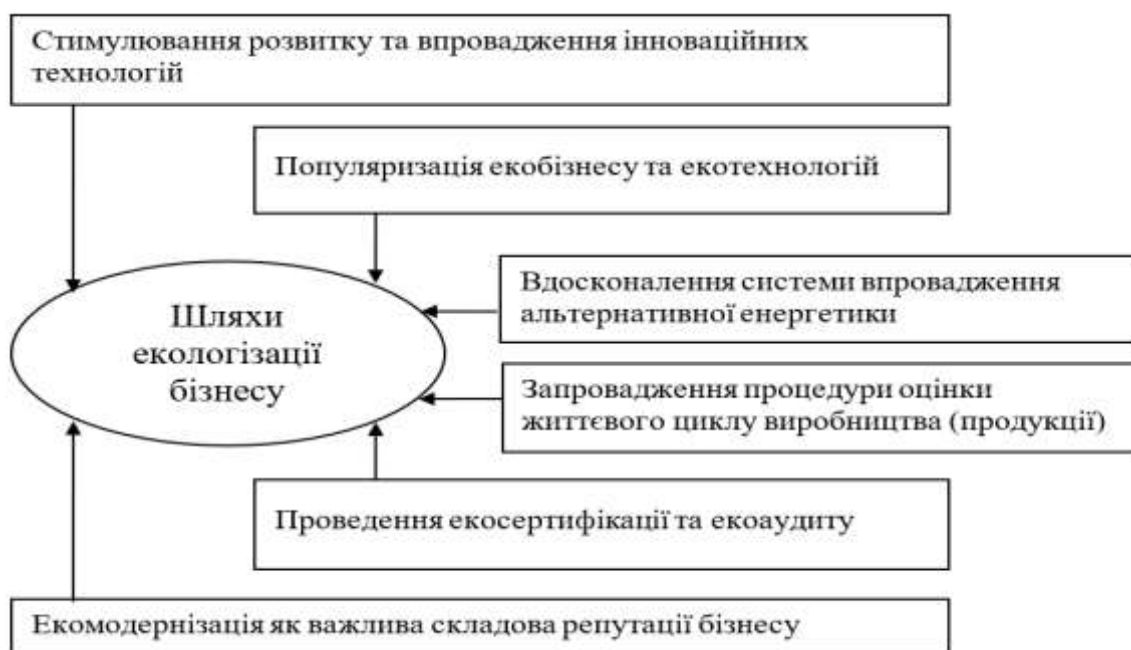 Стимулювання розвитку та впровадження інноваційних
технологій
Популяризація екобізнесу та екотехнологій
Вдосконалення системи впровадження
альтернативної енергетики
Шляхи
екологізації
бізнесу
Запровадження процедури оцінки
життєвого циклу виробництва (продукції)
Проведення екосертифікації та екоаудиту
Екомодернізація як важлива складова репутації бізнесу